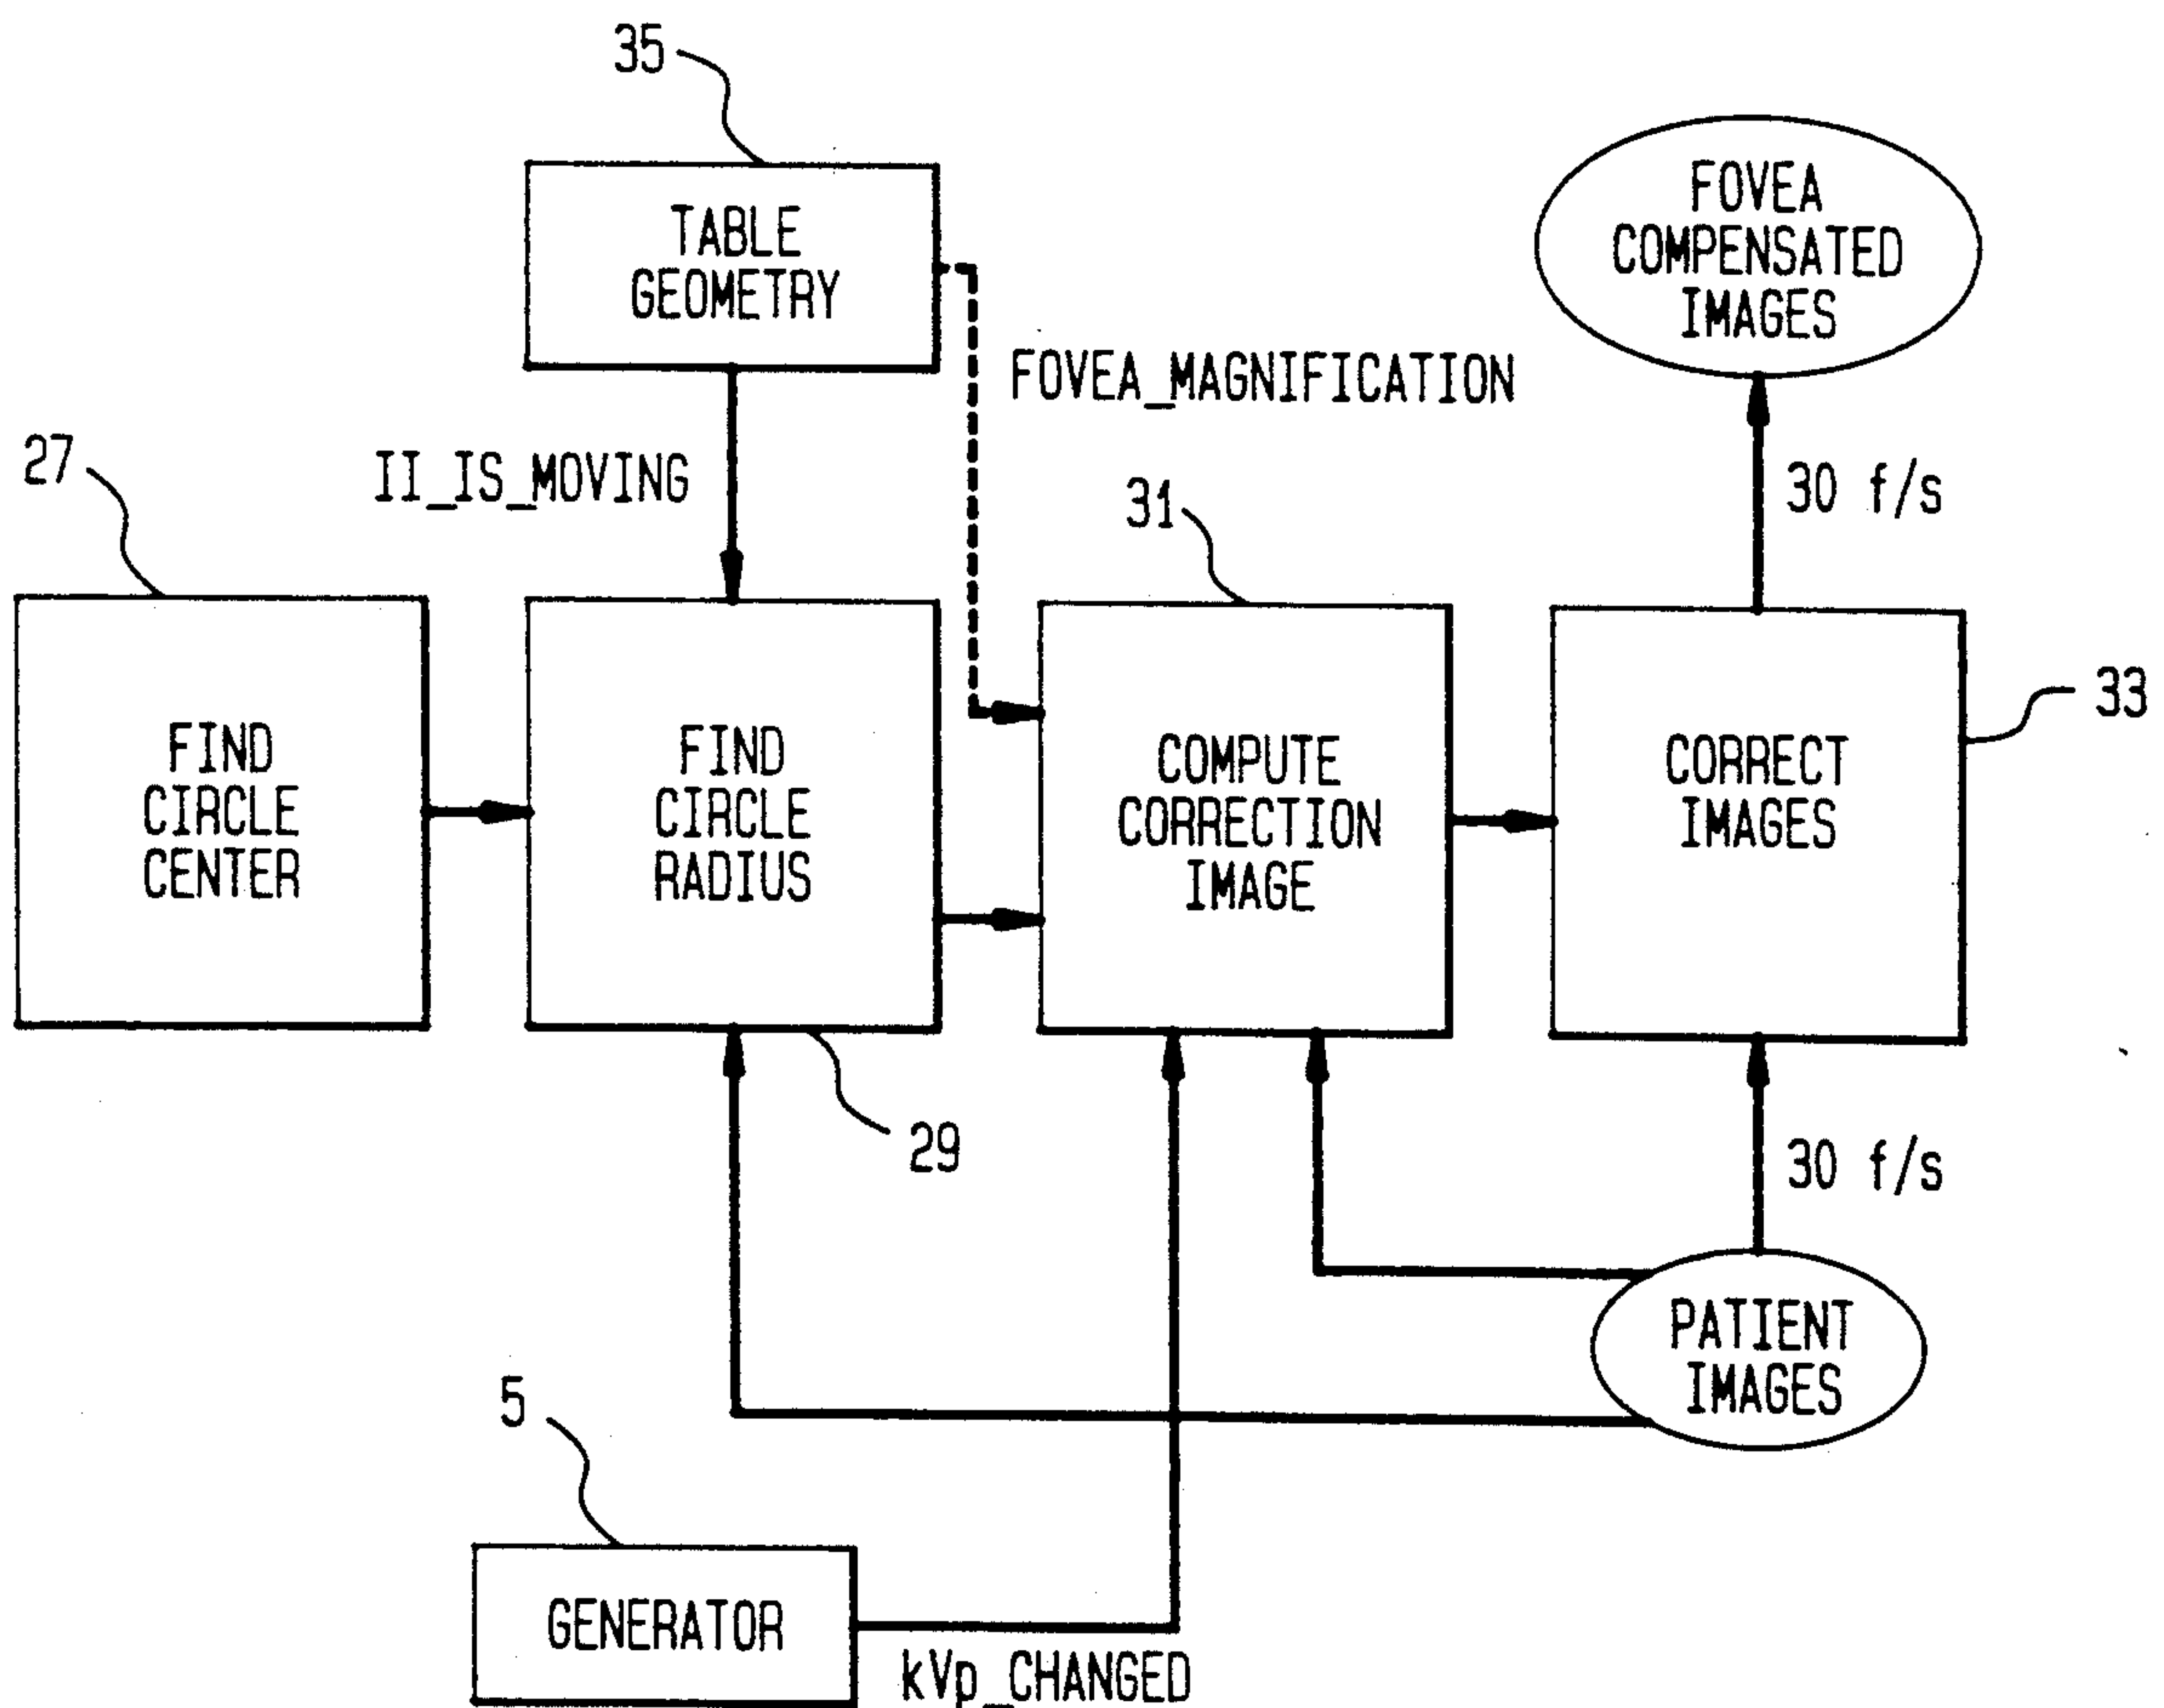 35
TABLE
GEOMETRY
FOVEA
COMPENSATED
IMAGES
FOVEA_MAGNIFICATION
27
II_IS_MOVING
31
30 f/s
33
FIND
CIRCLE
CENTER
FIND
CIRCLE
RADIUS
COMPUTE
CORRECTION
IMAGE
CORRECT
IMAGES
29
30 f/s
PATIENT
IMAGES
5
GENERATOR
kVp_CHANGED